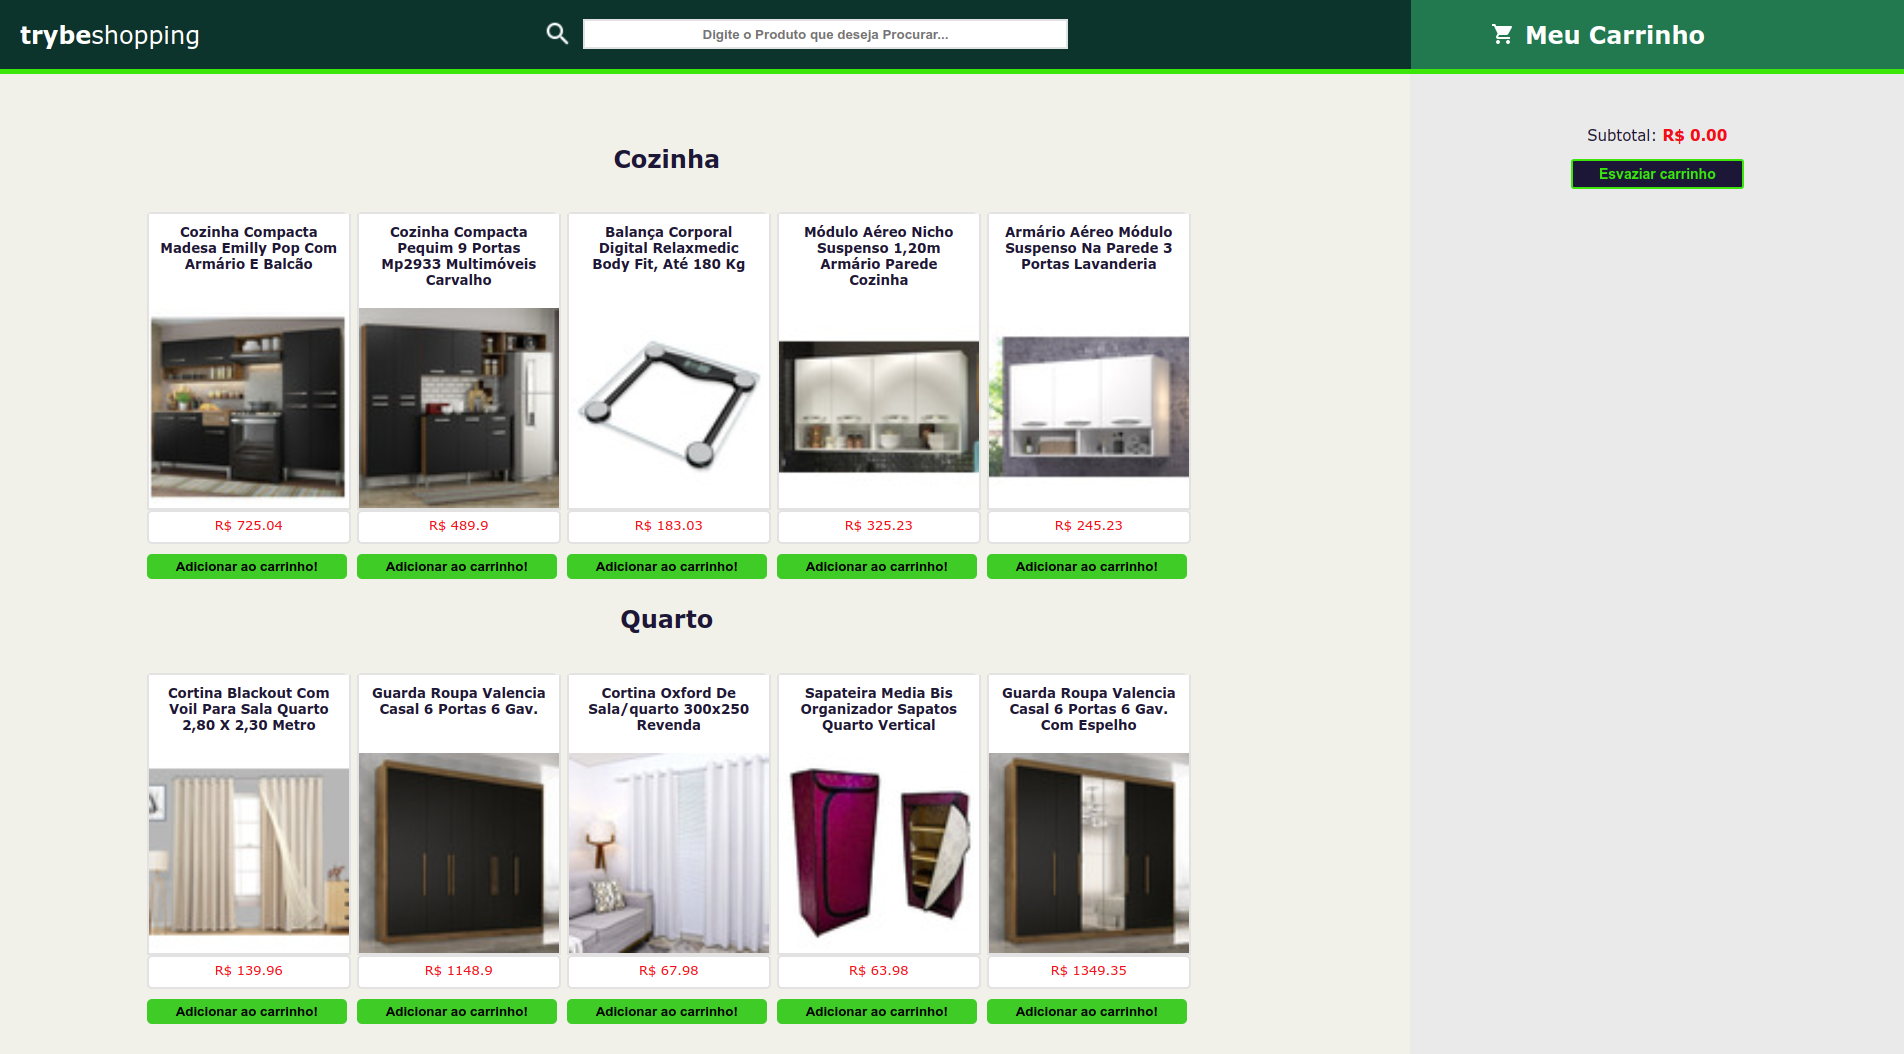 trybeshopping
Digite o Produto que deseja Procurar...
Meu Carrinho
Subtotal: R$ 0.00
Esvaziar carrinho
Cozinha
Cozinha Compacta
Madesa Emilly Pop Com
Armário E Balcão
R$ 725.04
Adicionar ao carrinho!
Cozinha Compacta
Pequim 9 Portas
Mp2933 Multimóveis
Carvalho
R$ 489.9
Adicionar ao carrinho!
Balança Corporal
Digital Relaxmedic
Body Fit, Até 180 Kg
R$ 183.03
Adicionar ao carrinho!
Módulo Aéreo Nicho
Suspenso 1,20m
Armário Parede
Cozinha
R$ 325.23
Adicionar ao carrinho!
Armário Aéreo Módulo
Suspenso Na Parede 3
Portas Lavanderia
R$ 245.23
Adicionar ao carrinho!
Quarto
Cortina Blackout Com
Voil Para Sala Quarto
2,80 X 2,30 Metro
R$ 139.96
Adicionar ao carrinho!
Guarda Roupa Valencia
Casal 6 Portas 6 Gav.
R$ 1148.9
Adicionar ao carrinho!
Cortina Oxford De
Sala/quarto 300x250
Revenda
R$ 67.98
Adicionar ao carrinho!
Sapateira Media Bis
Organizador Sapatos
Quarto Vertical
R$ 63.98
Adicionar ao carrinho!
Guarda Roupa Valencia
Casal 6 Portas 6 Gav.
Com Espelho
R$ 1349.35
Adicionar ao carrinho!